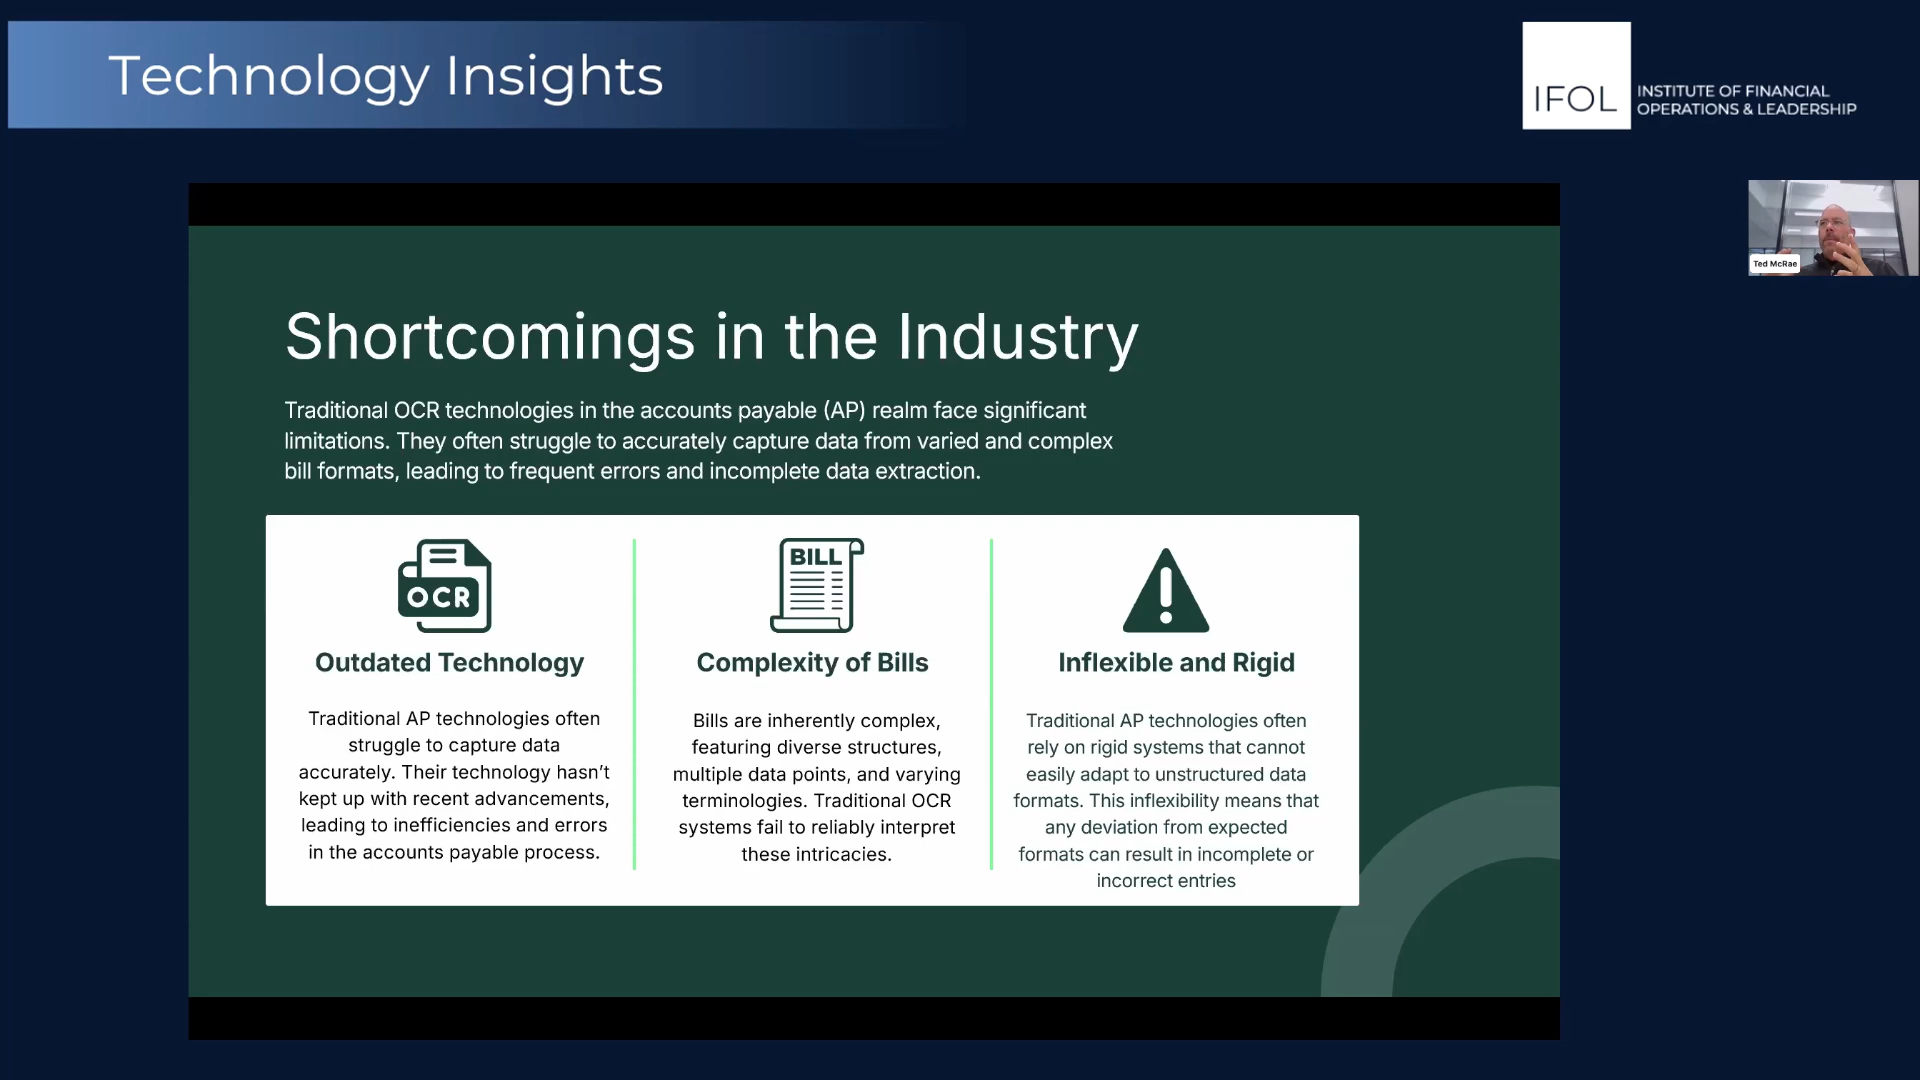 Technology Insights
IFOL
INSTITUTE OF FINANCIAL
OPERATIONS & LEADERSHIP
Ted McRae
Shortcomings in the Industry
Traditional OCR technologies in the accounts payable (AP) realm face significant
limitations. They often struggle to accurately capture data from varied and complex
bill formats, leading to frequent errors and incomplete data extraction.
OCR
Outdated Technology
Traditional AP technologies often
struggle to capture data
accurately. Their technology hasn’t
kept up with recent advancements,
leading to inefficiencies and errors
in the accounts payable process.
BILL
Complexity of Bills
Bills are inherently complex,
featuring diverse structures,
multiple data points, and varying
terminologies. Traditional OCR
systems fail to reliably interpret
these intricacies.
Inflexible and Rigid
Traditional AP technologies often
rely on rigid systems that cannot
easily adapt to unstructured data
formats. This inflexibility means that
any deviation from expected
formats can result in incomplete or
incorrect entries